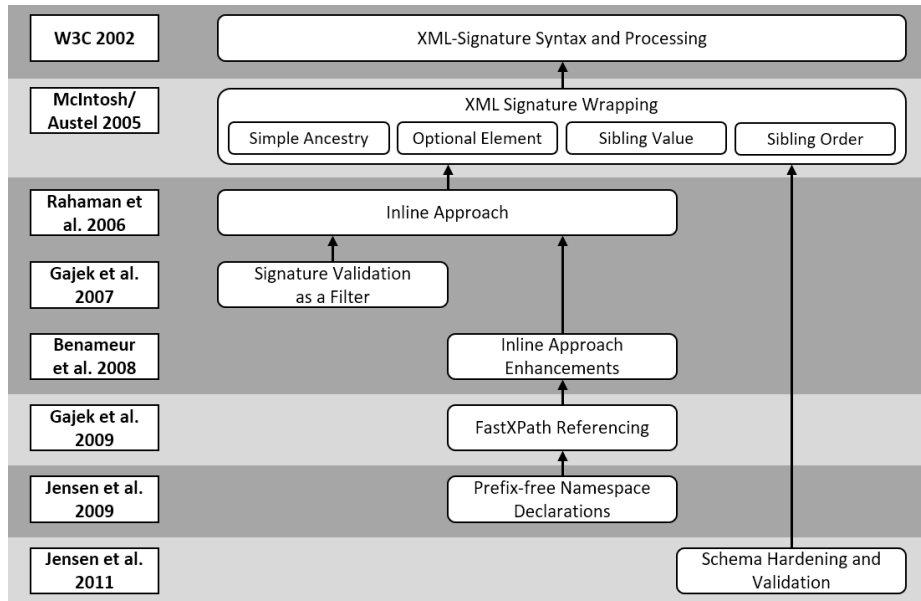 W3C 2002
XML-Signature Syntax and Processing
McIntosh/
Austel 2005
XML Signature Wrapping
Simple Ancestry
Optional Element
Sibling Value
Sibling Order
Rahaman et
al. 2006
Inline Approach
Gajek et al.
2007
Signature Validation
as a Filter
Benameur
et al. 2008
Inline Approach
Enhancements
Gajek et al.
2009
FastXPath Referencing
Jensen et al.
2009
Prefix-free Namespace
Declarations
Jensen et al.
2011
Schema Hardening and
Validation